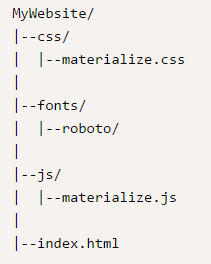 MyWebsite/
|--css/
|  |--materialize.css
|
|--fonts/
|  |--roboto/
|
|--js/
|  |--materialize.js
|
|--index.html